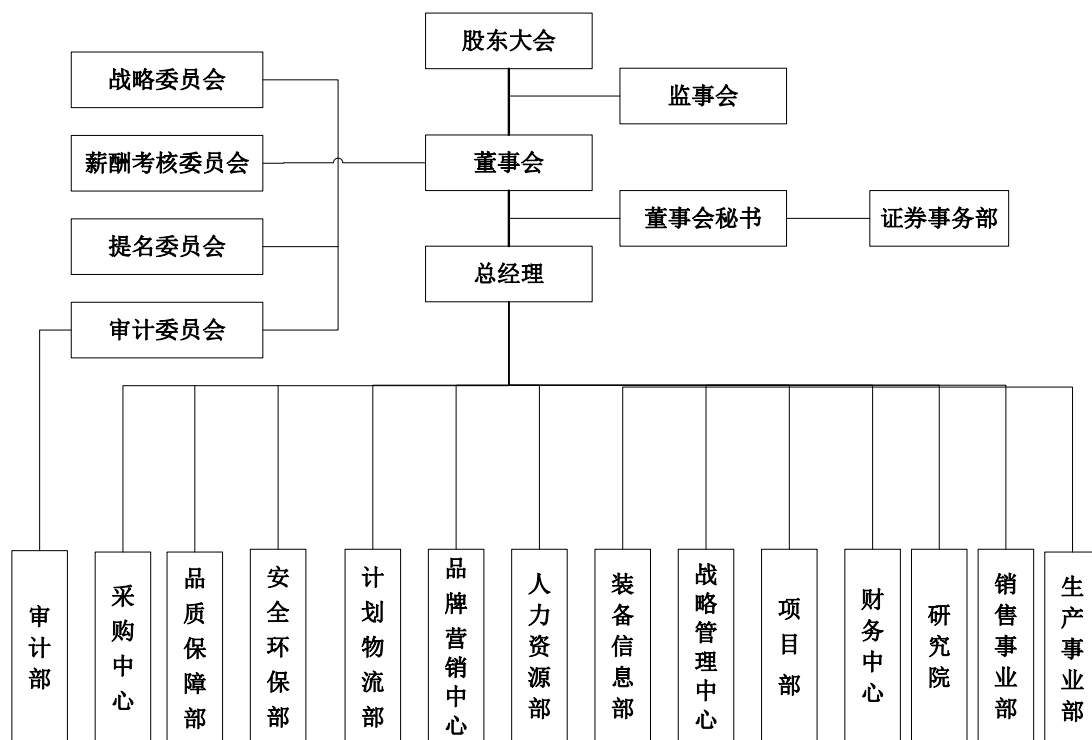 股东大会
战略委员会
监事会
薪酬考核委员会
董事会
董事会秘书
证券事务部
提名委员会
总经理
审计委员会
审计部
采购中心
品质保障部
安全环保部
计划物流部
品牌营销中心
人力资源部
装备信息部
战略管理中心
项目部
财务中心
研究院
销售事业部
生产事业部